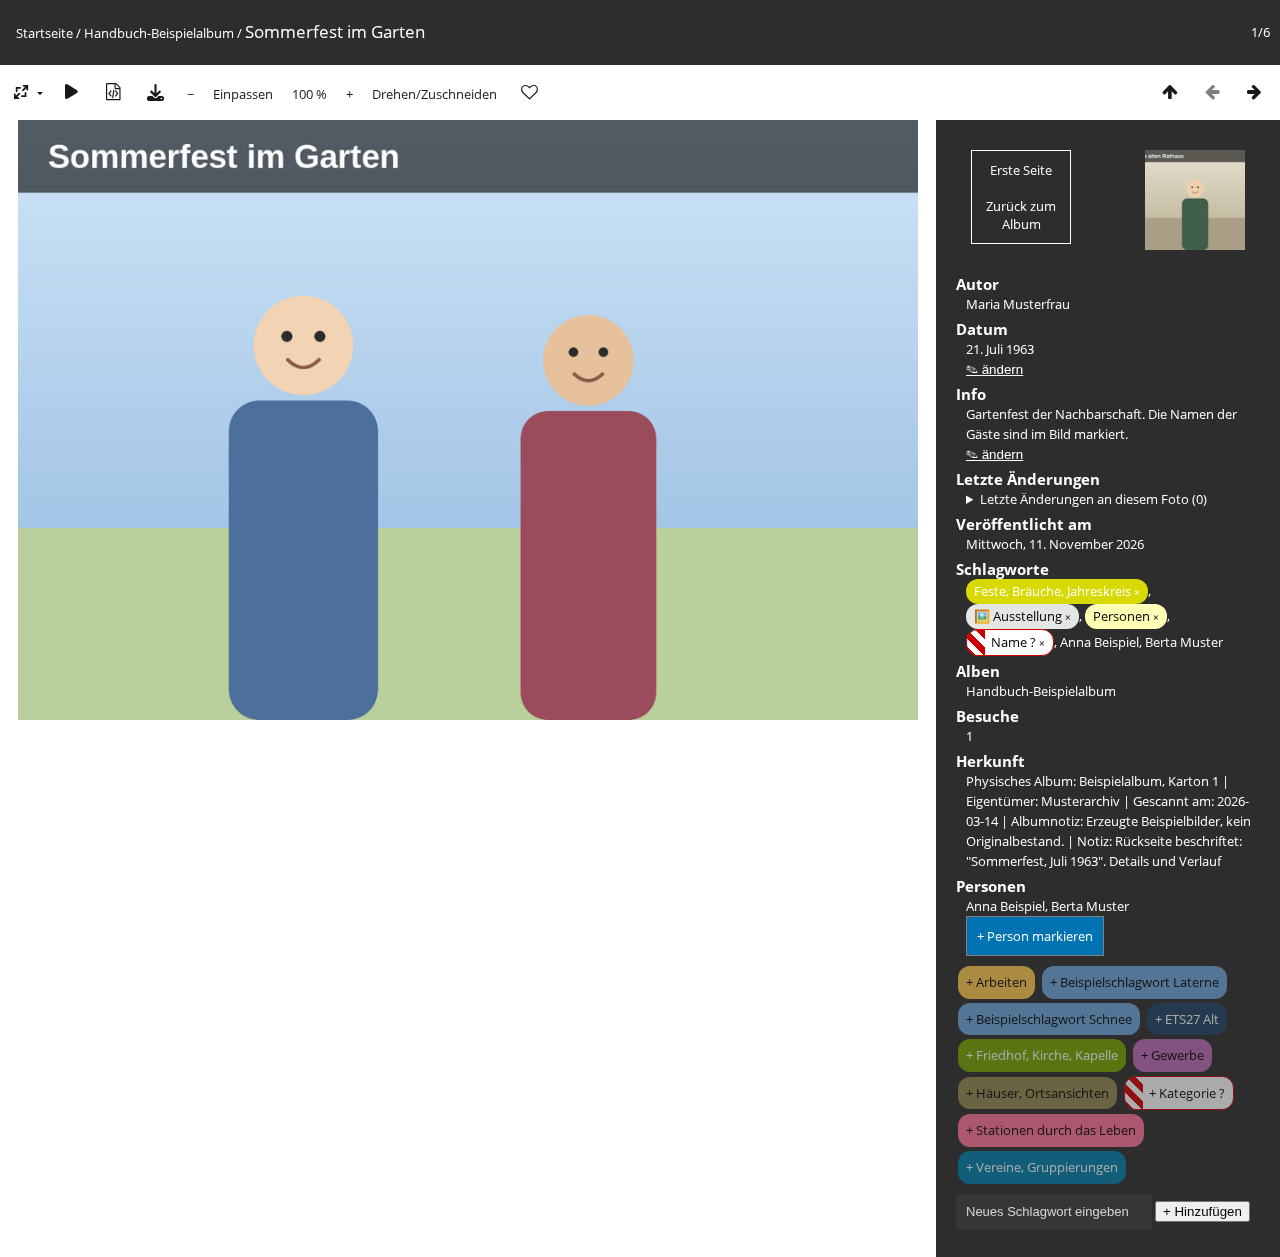 Startseite / Handbuch-Beispielalbum / Sommerfest im Garten
1/6
− Einpassen 100 % + Drehen/Zuschneiden
Sommerfest im Garten
Erste Seite
Zurück zum
Album
alten Rathaus
Autor
Maria Musterfrau
Datum
21. Juli 1963
✎ ändern
Info
Gartenfest der Nachbarschaft. Die Namen der
Gäste sind im Bild markiert.
✎ ändern
Letzte Änderungen
▶ Letzte Änderungen an diesem Foto (0)
Veröffentlicht am
Mittwoch, 11. November 2026
Schlagworte
Feste, Bräuche, Jahreskreis ×,
🖼️ Ausstellung ×, Personen ×,
Name ? ×, Anna Beispiel, Berta Muster
Alben
Handbuch-Beispielalbum
Besuche
1
Herkunft
Physisches Album: Beispielalbum, Karton 1 |
Eigentümer: Musterarchiv | Gescannt am: 2026-
03-14 | Albumnotiz: Erzeugte Beispielbilder, kein
Originalbestand. | Notiz: Rückseite beschriftet:
"Sommerfest, Juli 1963". Details und Verlauf
Personen
Anna Beispiel, Berta Muster
+ Person markieren
+ Arbeiten + Beispielschlagwort Laterne
+ Beispielschlagwort Schnee + ETS27 Alt
+ Friedhof, Kirche, Kapelle + Gewerbe
+ Häuser, Ortsansichten + Kategorie ?
+ Stationen durch das Leben
+ Vereine, Gruppierungen
Neues Schlagwort eingeben + Hinzufügen